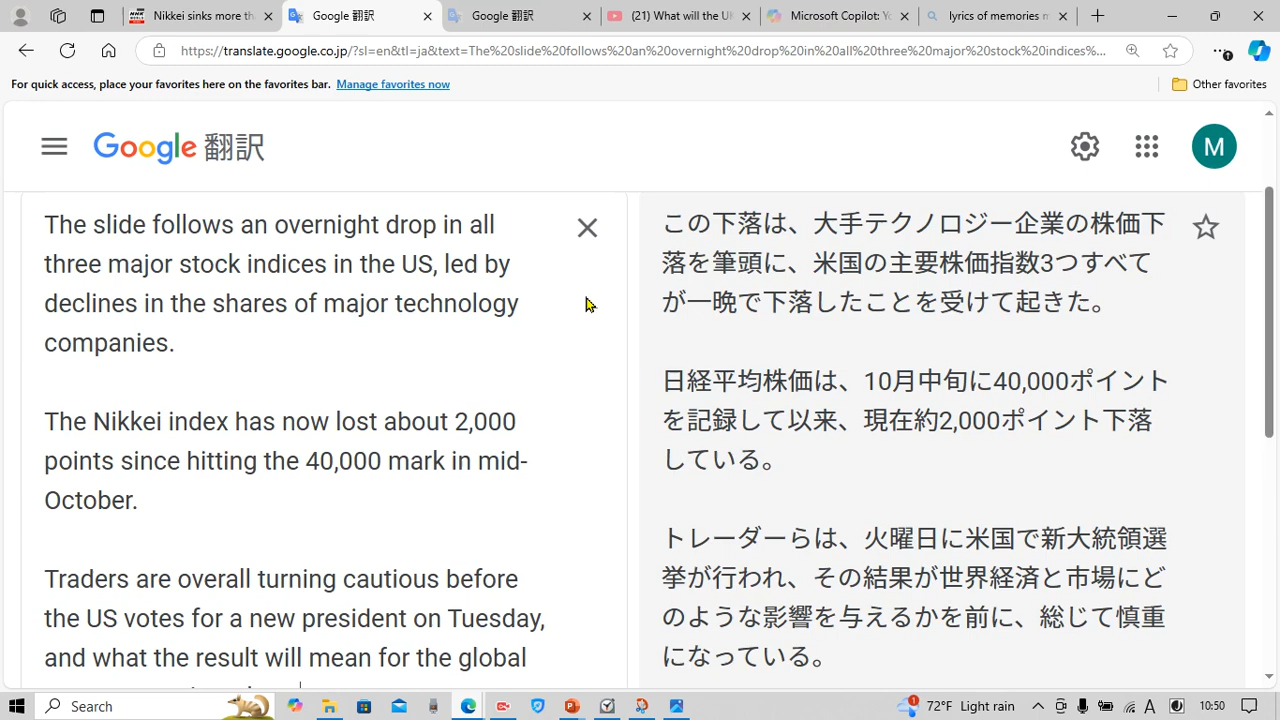 Nikkei sinks more th
Google 翻訳
Google 翻訳
(21) What will the U
Microsoft Copilot: Yo
lyrics of memories m
https://translate.google.co.jp/?sl=en&tl=ja&text=The%20slide%20follows%20an%20overnight%20drop%20in%20all%20three%20major%20stock%20indices%...
For quick access, place your favorites here on the favorites bar. Manage favorites now
Other favorites
Google 翻訳
M
The slide follows an overnight drop in all
three major stock indices in the US, led by
declines in the shares of major technology
companies.
The Nikkei index has now lost about 2,000
points since hitting the 40,000 mark in mid-
October.
Traders are overall turning cautious before
the US votes for a new president on Tuesday,
and what the result will mean for the global
この下落は、大手テクノロジー企業の株価下
落を筆頭に、米国の主要株価指数3つすべて
が一晩で下落したことを受けて起きた。
日経平均株価は、10月中旬に40,000ポイント
を記録して以来、現在約2,000ポイント下落
している。
トレーダーらは、火曜日に米国で新大統領選
挙が行われ、その結果が世界経済と市場にど
のような影響を与えるかを前に、総じて慎重
になっている。
Search
1
72°F Light rain
A
10:50